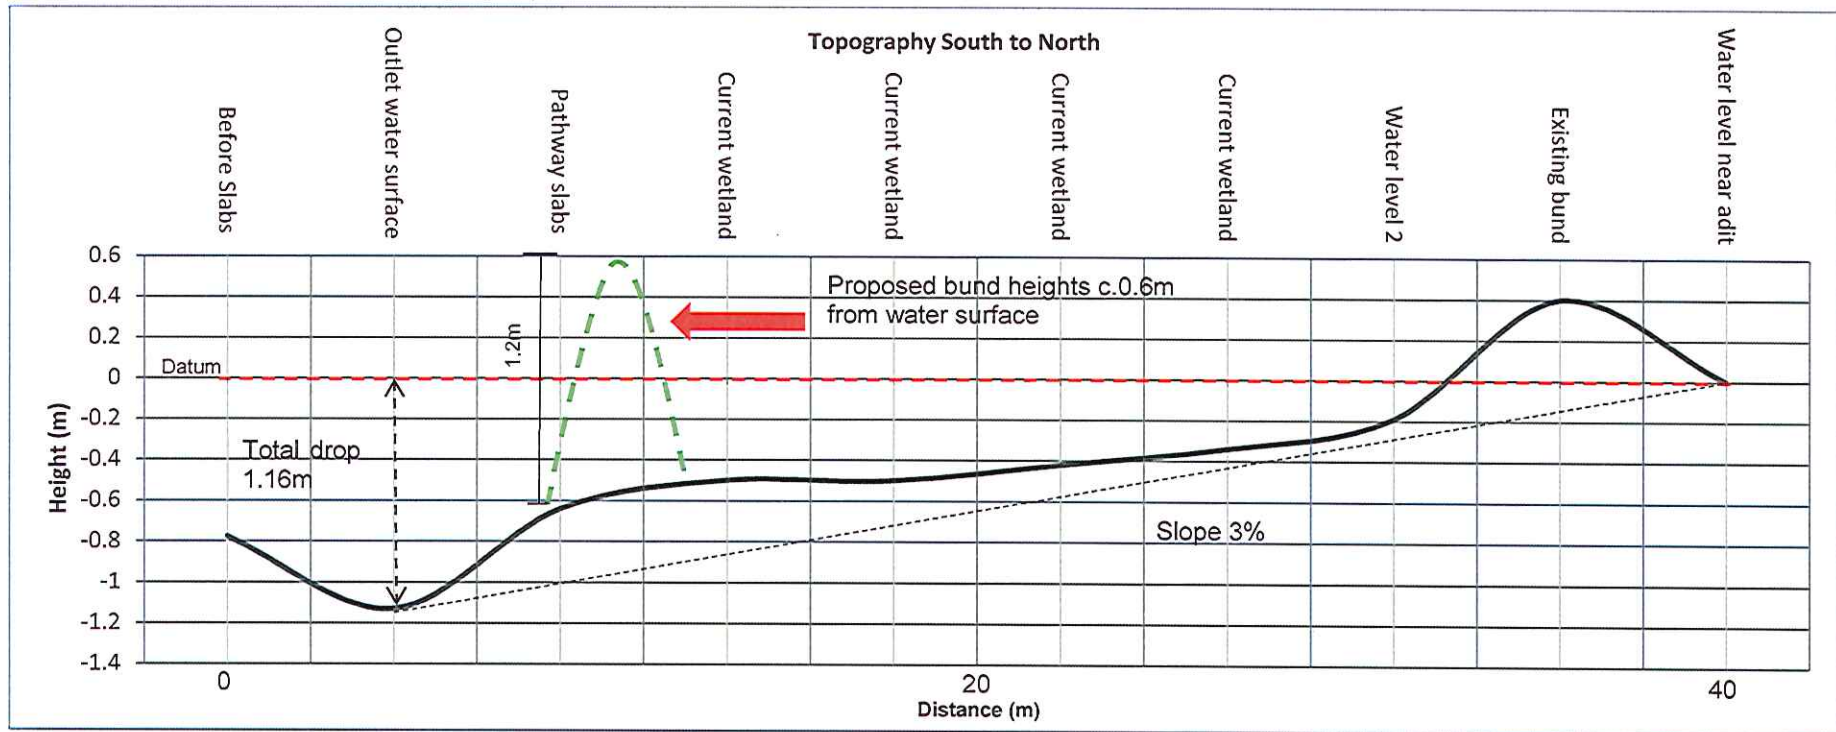 Topography South to North
Before Slabs
Outlet water surface
Pathway slabs
Current wetland
Current wetland
Current wetland
Current wetland
Water level 2
Existing bund
Water level near adit
0.6
0.4
0.2
0
-0.2
-0.4
-0.6
-0.8
-1
-1.2
-1.4
Height (m)
Datum
1.2m
Proposed bund heights c.0.6m
from water surface
Total drop
1.16m
Slope 3%
0
20
40
Distance (m)